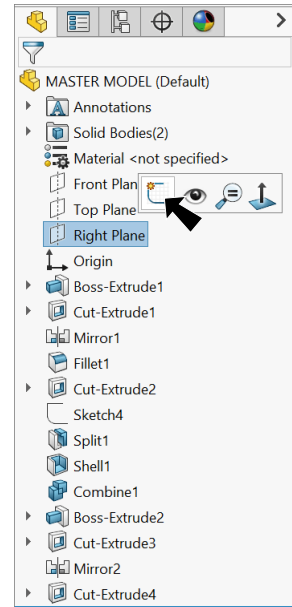 MASTER MODEL (Default)
Annotations
Solid Bodies(2)
Material <not specified>
Front Plan
Top Plane
Right Plane
Origin
Boss-Extrude1
Cut-Extrude1
Mirror1
Fillet1
Cut-Extrude2
Sketch4
Split1
Shell1
Combine1
Boss-Extrude2
Cut-Extrude3
Mirror2
Cut-Extrude4